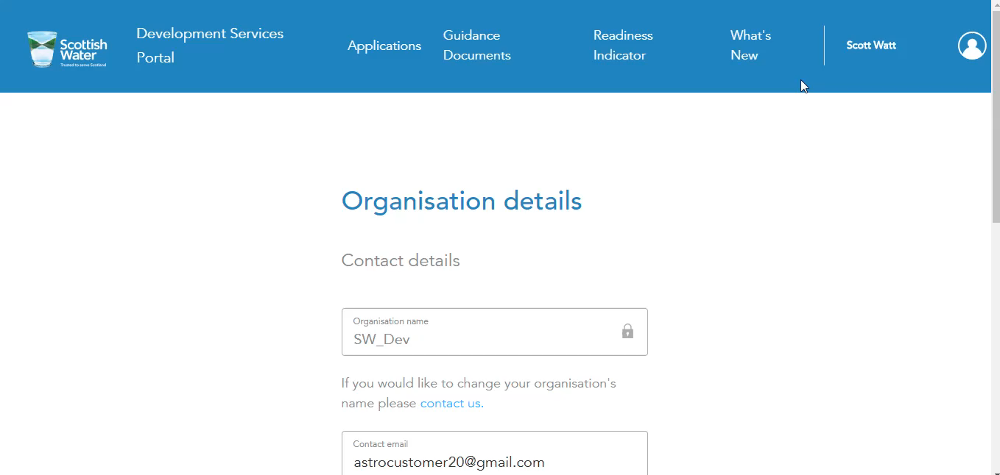 Scottish
Water
Trusted to serve Scotland
Development Services
Portal
Applications
Guidance
Documents
Readiness
Indicator
What's
New
Scott Watt
Organisation details
Contact details
Organisation name
SW_Dev
If you would like to change your organisation's
name please contact us.
Contact email
astrocustomer20@gmail.com